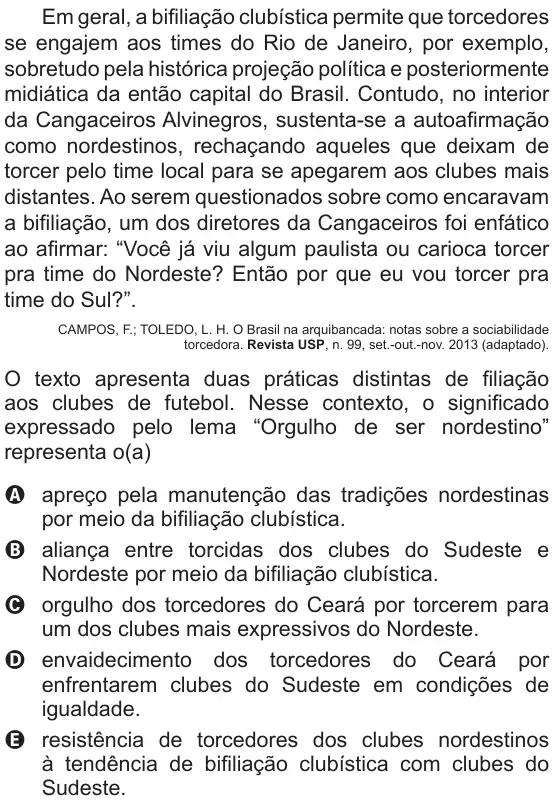 Em geral, a bifiliação clubística permite que torcedores
se engajem aos times do Rio de Janeiro, por exemplo,
sobretudo pela histórica projeção política e posteriormente
midiática da então capital do Brasil. Contudo, no interior
da Cangaceiros Alvinegros, sustenta-se a autoafirmação
como nordestinos, rechaçando aqueles que deixam de
torcer pelo time local para se apegarem aos clubes mais
distantes. Ao serem questionados sobre como encaravam
a bifiliação, um dos diretores da Cangaceiros foi enfático
ao afirmar: “Você já viu algum paulista ou carioca torcer
pra time do Nordeste? Então por que eu vou torcer pra
time do Sul?”.
CAMPOS, F.; TOLEDO, L. H. O Brasil na arquibancada: notas sobre a sociabilidade
torcedora. Revista USP, n. 99, set.-out.-nov. 2013 (adaptado).
O texto apresenta duas práticas distintas de filiação
aos clubes de futebol. Nesse contexto, o significado
expressado pelo lema “Orgulho de ser nordestino”
representa o(a)
A apreço pela manutenção das tradições nordestinas
por meio da bifiliação clubística.
B aliança entre torcidas dos clubes do Sudeste e
Nordeste por meio da bifiliação clubística.
C orgulho dos torcedores do Ceará por torcerem para
um dos clubes mais expressivos do Nordeste.
D envaidecimento dos torcedores do Ceará por
enfrentarem clubes do Sudeste em condições de
igualdade.
E resistência de torcedores dos clubes nordestinos
à tendência de bifiliação clubística com clubes do
Sudeste.